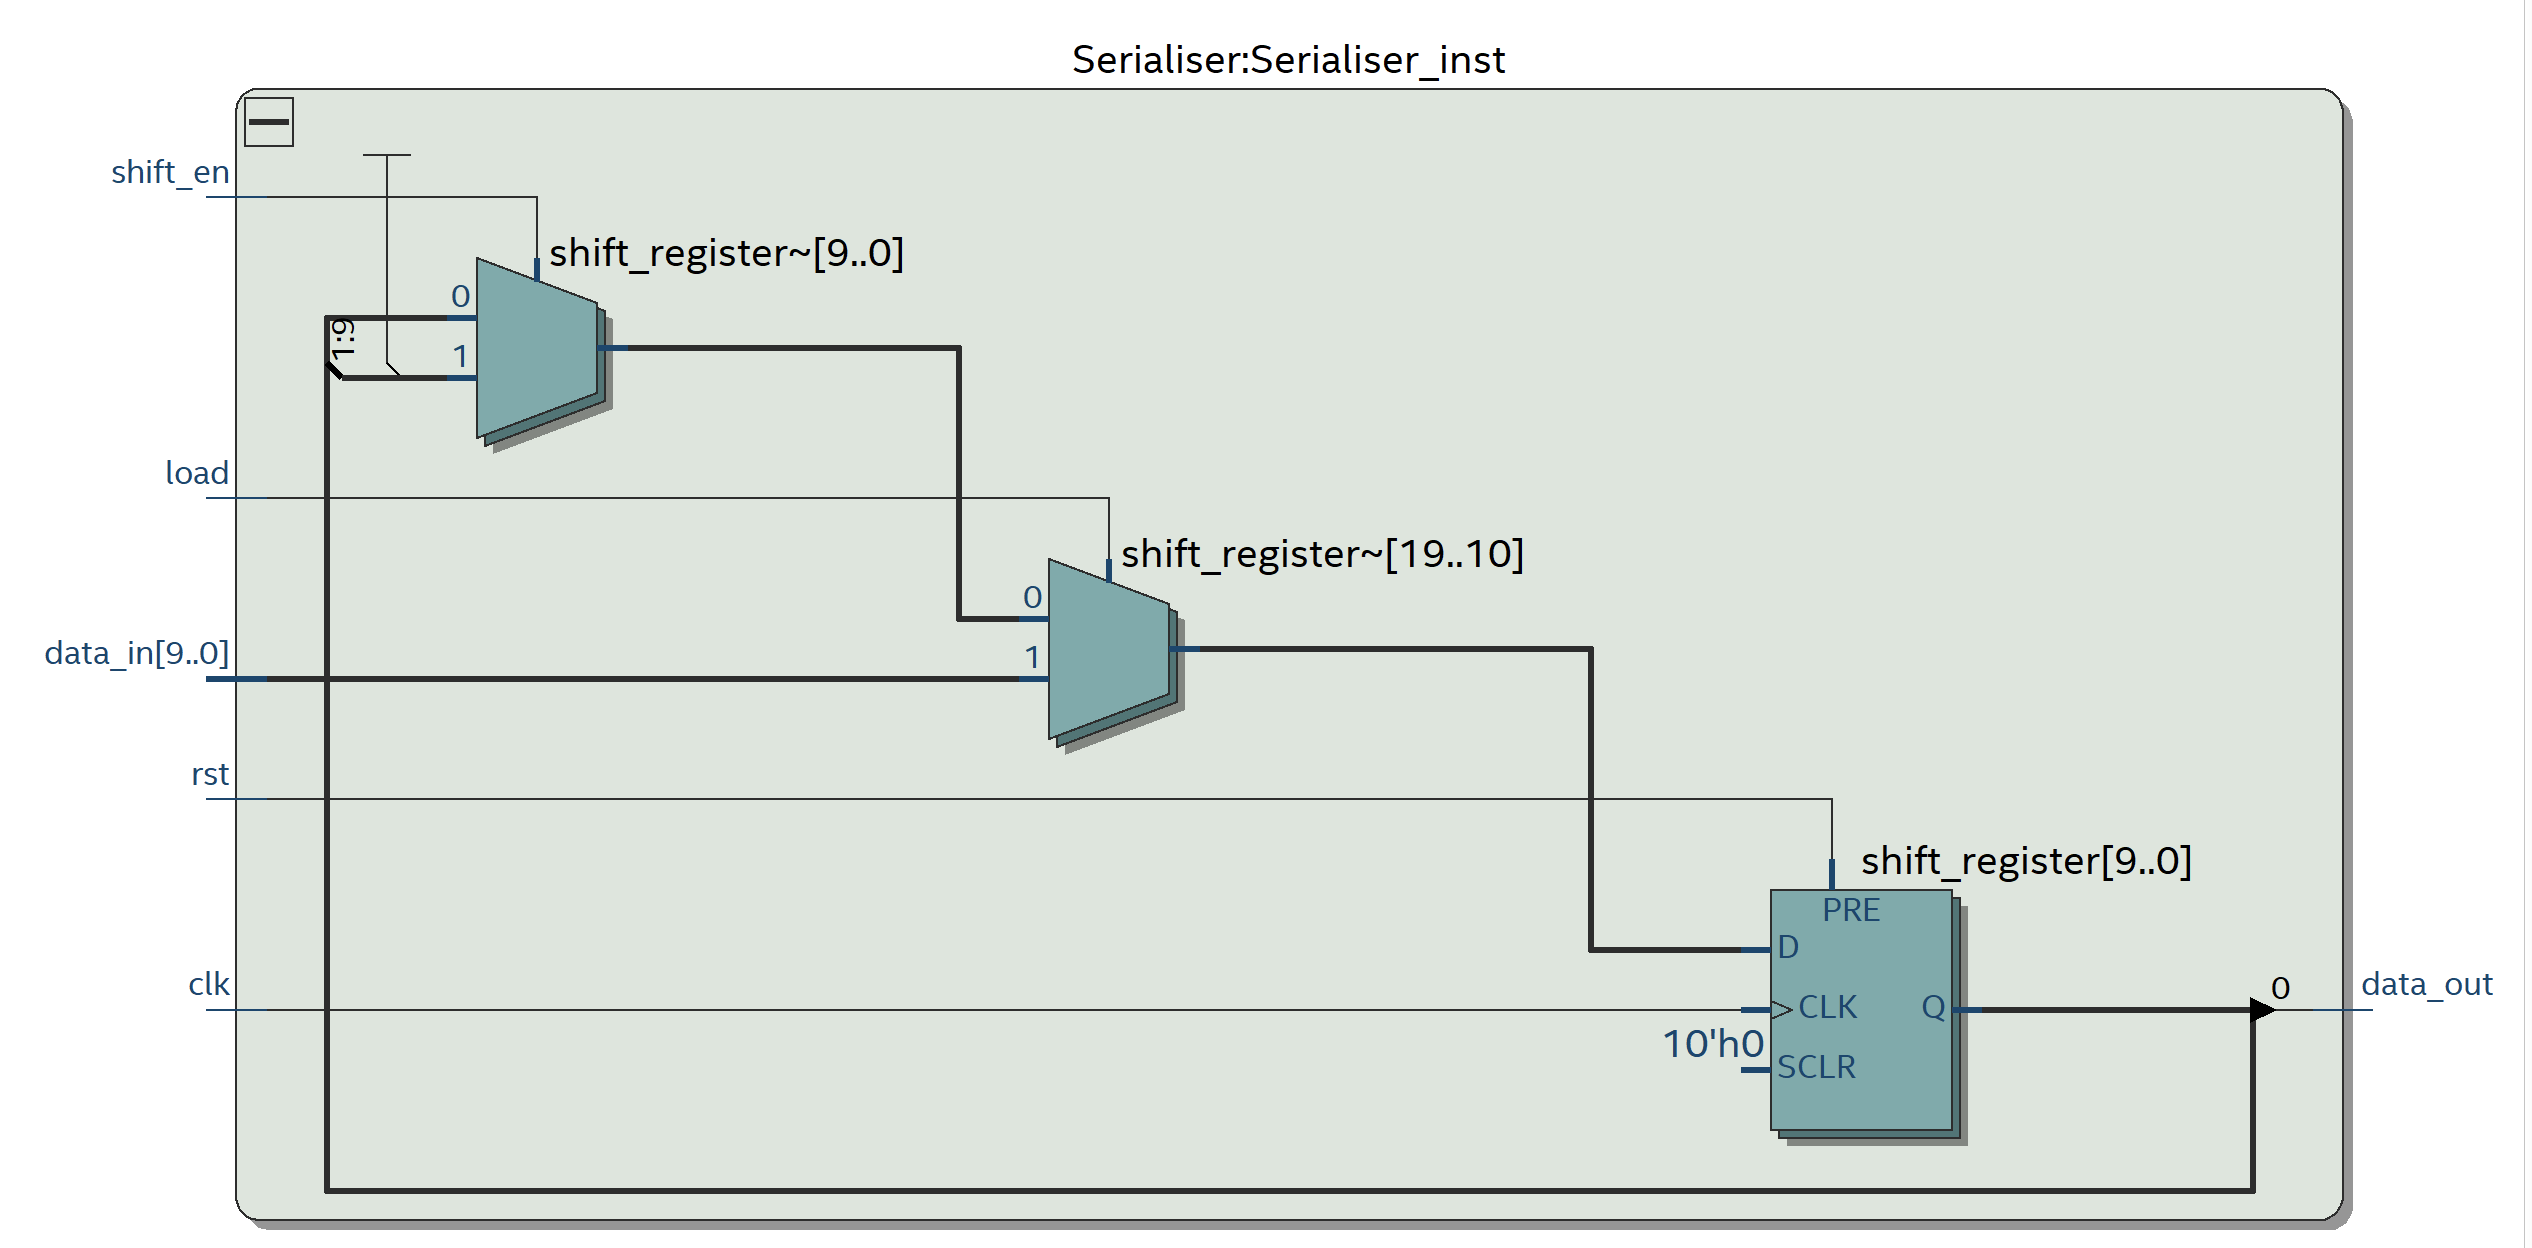 Serialiser:Serialiser_inst
shift_en
shift_register~[9..0]
0
1:9
1
load
shift_register~[19..10]
0
data_in[9..0]
1
rst
shift_register[9..0]
PRE
D
clk
CLK
Q
0
data_out
10'h0
SCLR